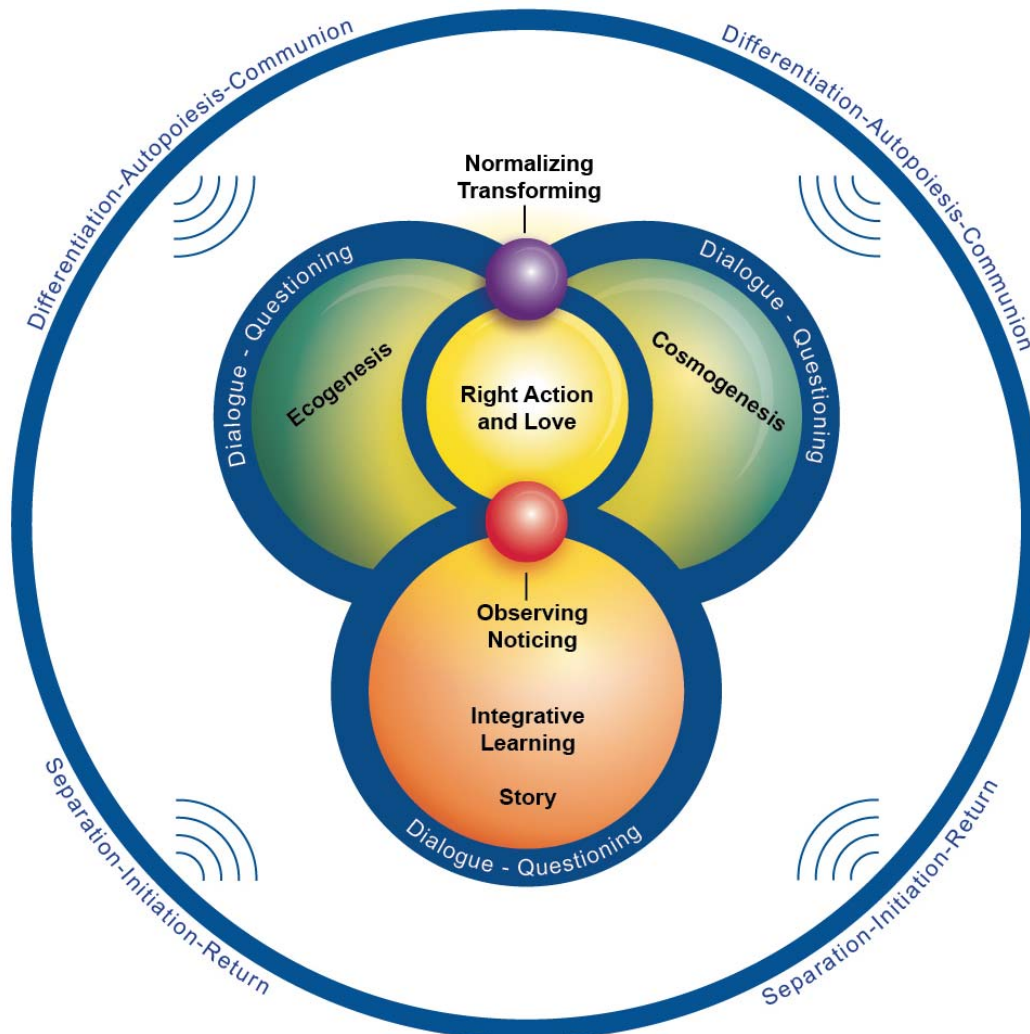 Differentiation-Autopoiesis-Communion
Differentiation-Autopoiesis-Communion
Normalizing
Transforming
Dialogue - Questioning
Dialogue - Questioning
Ecogenesis
Right Action
and Love
Cosmogenesis
Observing
Noticing
Integrative
Learning
Story
Dialogue - Questioning
Separation-Initiation-Return
Separation-Initiation-Return